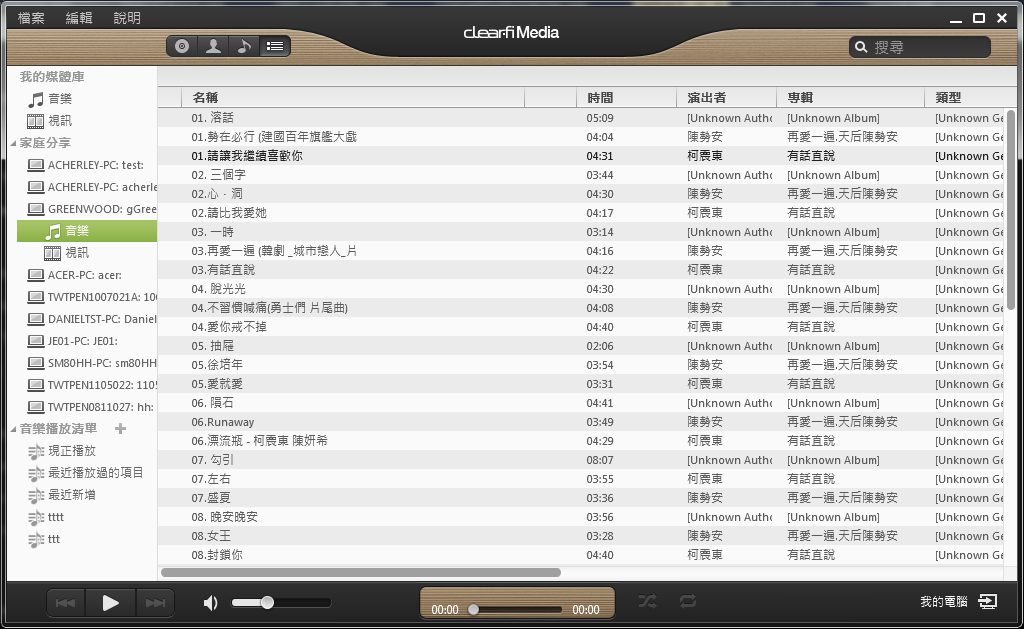 檔案 編輯 說明
clear.fi Media
搜尋
我的媒體庫
音樂
視訊
家庭分享
ACHERLEY-PC: test:
ACHERLEY-PC: acherle
GREENWOOD: gGree
音樂
視訊
ACER-PC: acer:
TWTPEN1007021A: 100
DANIELTST-PC: Daniel
JE01-PC: JE01:
SM80HH-PC: sm80HH
TWTPEN1105022: 1105
TWTPEN0811027: hh:
音樂播放清單
現正播放
最近播放過的項目
最近新增
tttt
ttt
名稱 時間 演出者 專輯 類型
01. 落話 05:09 [Unknown Autho [Unknown Album] [Unknown Ge
01.勢在必行 (建國百年旗艦大戲 04:04 陳勢安 再愛一遍.天后陳勢安 [Unknown Ge
01.請讓我繼續喜歡你 04:31 柯震東 有話直說 [Unknown Ge
02. 三個字 03:44 [Unknown Autho [Unknown Album] [Unknown Ge
02.心‧洞 04:30 陳勢安 再愛一遍.天后陳勢安 [Unknown Ge
02.請比我愛她 04:17 柯震東 有話直說 [Unknown Ge
03. 一時 03:14 [Unknown Autho [Unknown Album] [Unknown Ge
03.再愛一遍 (韓劇 _城市戀人_片 04:16 陳勢安 再愛一遍.天后陳勢安 [Unknown Ge
03.有話直說 04:22 柯震東 有話直說 [Unknown Ge
04. 脫光光 04:30 [Unknown Autho [Unknown Album] [Unknown Ge
04.不習慣喊痛(勇士們 片尾曲) 04:08 陳勢安 再愛一遍.天后陳勢安 [Unknown Ge
04.愛你戒不掉 04:40 柯震東 有話直說 [Unknown Ge
05. 抽屜 02:06 [Unknown Autho [Unknown Album] [Unknown Ge
05.徐培年 03:54 陳勢安 再愛一遍.天后陳勢安 [Unknown Ge
05.愛就愛 03:31 柯震東 有話直說 [Unknown Ge
06. 隕石 04:41 [Unknown Autho [Unknown Album] [Unknown Ge
06.Runaway 03:49 陳勢安 再愛一遍.天后陳勢安 [Unknown Ge
06.漂流瓶 - 柯震東 陳妍希 04:29 柯震東 有話直說 [Unknown Ge
07. 勾引 08:07 [Unknown Autho [Unknown Album] [Unknown Ge
07.左右 03:55 柯震東 有話直說 [Unknown Ge
07.盛夏 03:36 陳勢安 再愛一遍.天后陳勢安 [Unknown Ge
08. 晚安晚安 03:56 [Unknown Autho [Unknown Album] [Unknown Ge
08.女王 03:28 陳勢安 再愛一遍.天后陳勢安 [Unknown Ge
08.封鎖你 04:40 柯震東 有話直說 [Unknown Ge
00:00 00:00
我的電腦